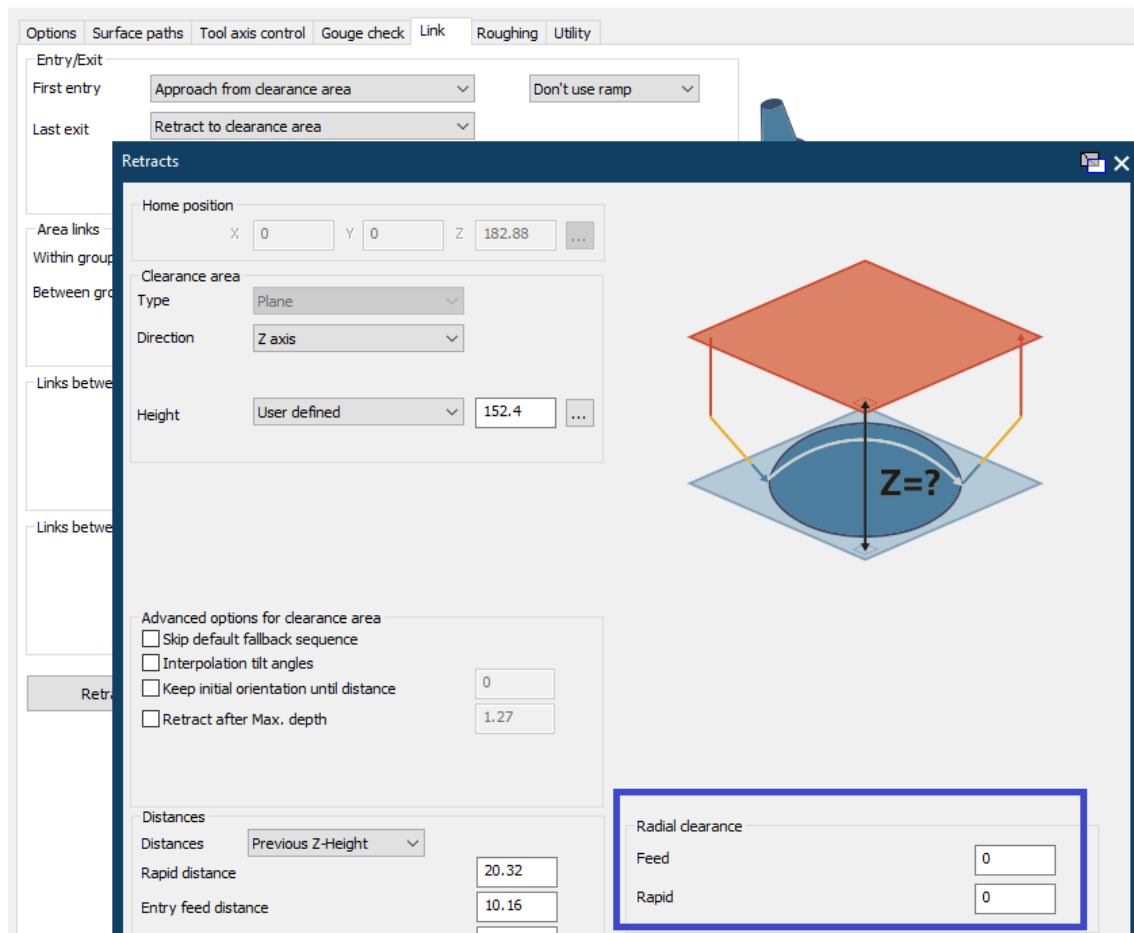 Options Surface paths Tool axis control Gouge check Link Roughing Utility
Entry/Exit
First entry Approach from clearance area Don't use ramp
Last exit Retract to clearance area
Retracts
Home position
X 0 Y 0 Z 182.88 ...
Area links
Within group
Between gro
Clearance area
Type Plane
Direction Z axis
Height User defined 152.4 ...
Z=?
Links betwe
Links betwe
Advanced options for clearance area
Skip default fallback sequence
Interpolation tilt angles
Keep initial orientation until distance 0
Retract after Max. depth 1.27
Retra
Distances
Distances Previous Z-Height
Rapid distance 20.32
Entry feed distance 10.16
Radial clearance
Feed 0
Rapid 0